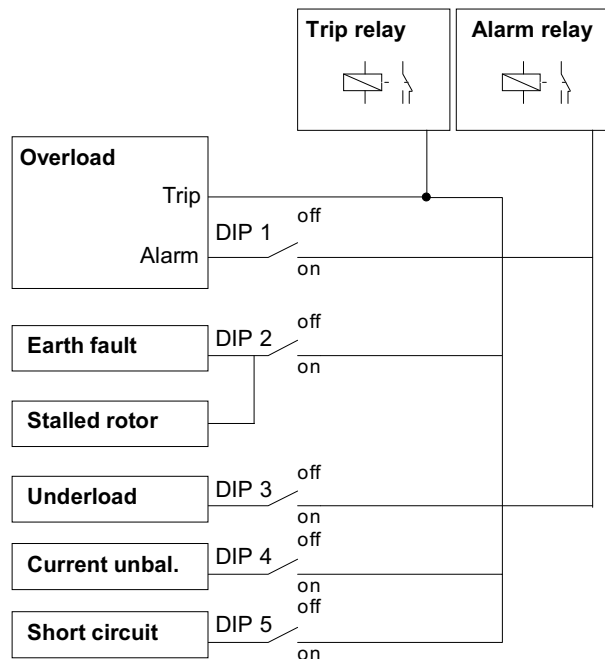 Trip relay
Alarm relay
Overload
Trip
Alarm
DIP 1
off
on
Earth fault
DIP 2
off
on
Stalled rotor
Underload
DIP 3
off
on
Current unbal.
DIP 4
off
on
Short circuit
DIP 5
off
on